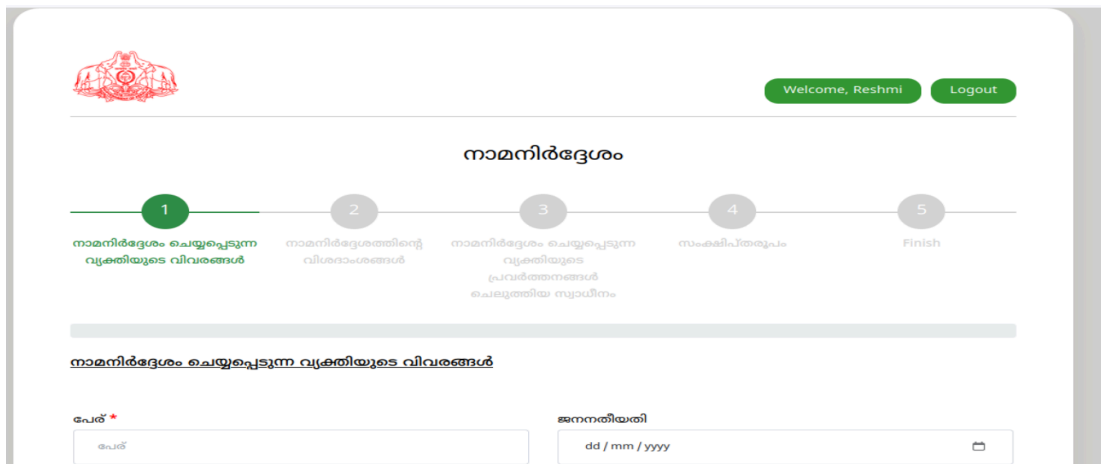 Welcome, Reshmi
Logout
നാമനിർദ്ദേശം
1
2
3
4
5
നാമനിർദ്ദേശം ചെയ്യപ്പെടുന്ന
വ്യക്തിയുടെ വിവരങ്ങൾ
നാമനിർദ്ദേശത്തിന്റെ
വിശദാംശങ്ങൾ
നാമനിർദ്ദേശം ചെയ്യപ്പെടുന്ന
വ്യക്തിയുടെ
പ്രവർത്തനങ്ങൾ
ചെലുത്തിയ സ്വാധീനം
സംക്ഷിപ്തരൂപം
Finish
നാമനിർദ്ദേശം ചെയ്യപ്പെടുന്ന വ്യക്തിയുടെ വിവരങ്ങൾ
പേര് *
പേര്
ജനനതീയതി
dd / mm / yyyy